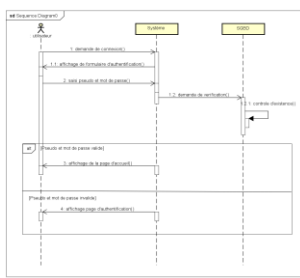 sd Sequence Diagram0
utilisateur
Système
SGBD
1: demande de connexion()
1.1: affichage de formulaire d'authentification()
2: saisi pseudo et mot de passe()
1.2: demande de verification()
1.2.1: controle d'existance()
alt
[Pseudo et mot de passe valide]
3: affichage de la page d'accueil()
[Pseudo et mot de passe invalide]
4: affichage page d'authentification()